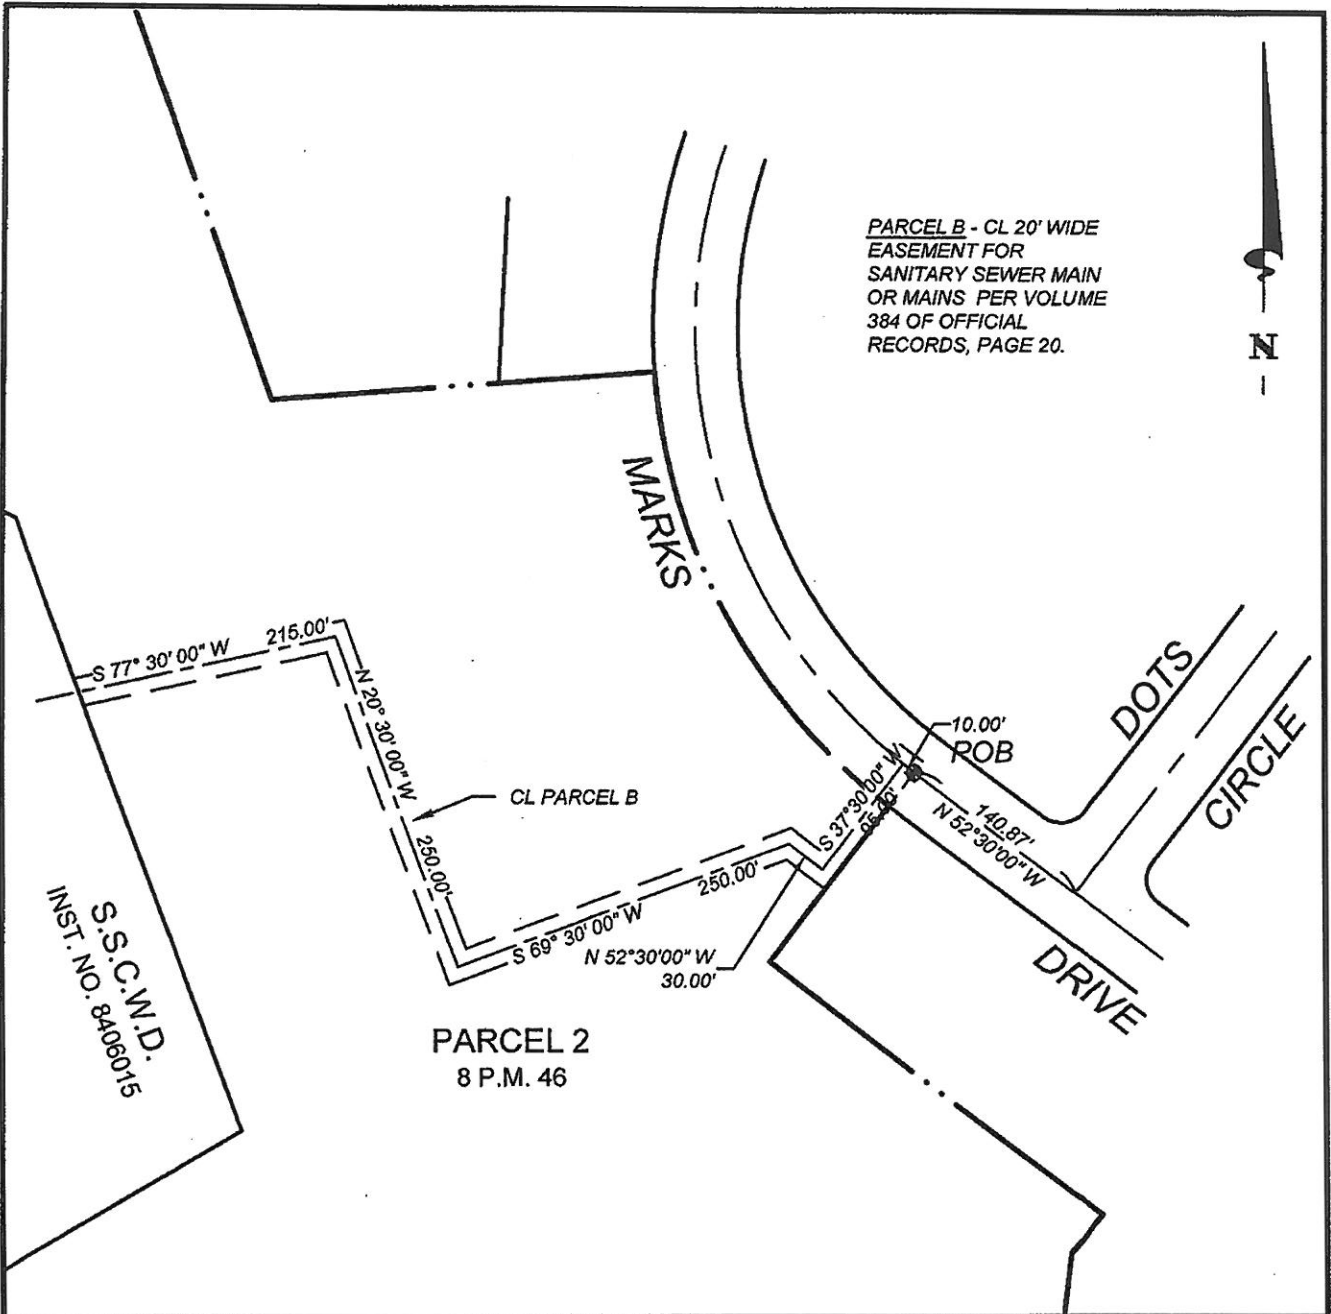 PARCEL B - CL 20' WIDE
EASEMENT FOR
SANITARY SEWER MAIN
OR MAINS PER VOLUME
384 OF OFFICIAL
RECORDS, PAGE 20.
N
MARKS
DOTS
CIRCLE
DRIVE
10.00'
POB
140.87'
N 52°30'00" W
S 37°30'00" W
S 77° 30' 00" W
215.00'
N 20° 30' 00" W
250.00'
CL PARCEL B
S 69° 30' 00" W
250.00'
N 52°30'00" W
30.00'
S.S.C.W.D.
INST. NO. 8406015
PARCEL 2
8 P.M. 46